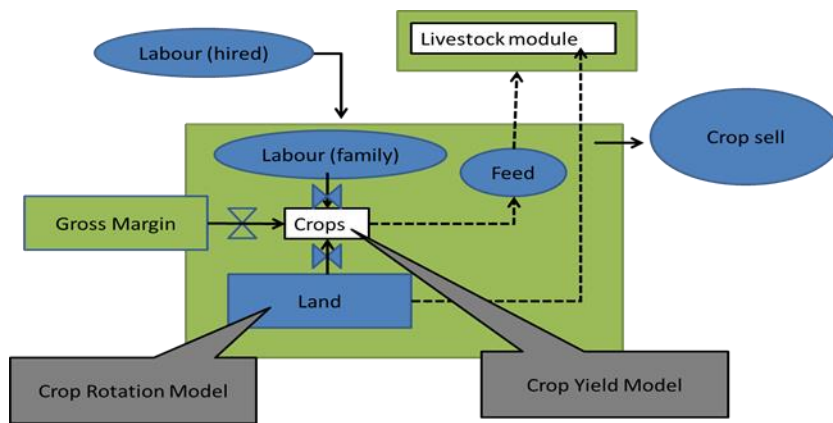 Labour (hired)
Livestock module
Labour (family)
Feed
Crop sell
Gross Margin
Crops
Land
Crop Rotation Model
Crop Yield Model